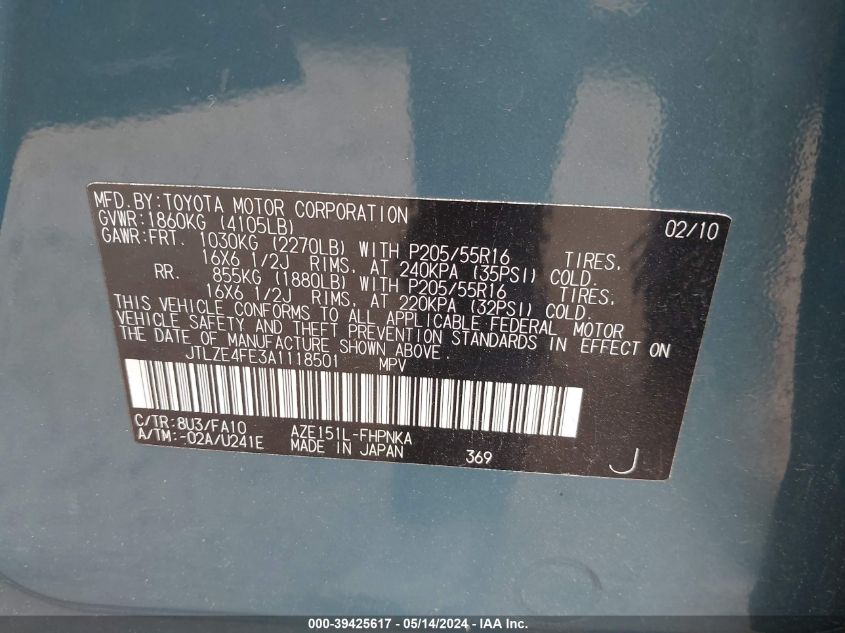 MFD.BY:TOYOTA MOTOR CORPORATION 02/10
GVWR:1860KG (4105LB)
GAWR:FRT. 1030KG (2270LB) WITH P205/55R16 TIRES,
16X6 1/2J RIMS, AT 240KPA (35PSI) COLD.
RR. 855KG (1880LB) WITH P205/55R16 TIRES,
16X6 1/2J RIMS, AT 220KPA (32PSI) COLD.
THIS VEHICLE CONFORMS TO ALL APPLICABLE FEDERAL MOTOR
VEHICLE SAFETY AND THEFT PREVENTION STANDARDS IN EFFECT ON
THE DATE OF MANUFACTURE SHOWN ABOVE.
JTLZE4FE3A1118501 MPV
C/TR:8U3/FA10 AZE151L-FHPNKA
A/TM:-02A/U241E MADE IN JAPAN 369 J
000-39425617 - 05/14/2024 - IAA Inc.